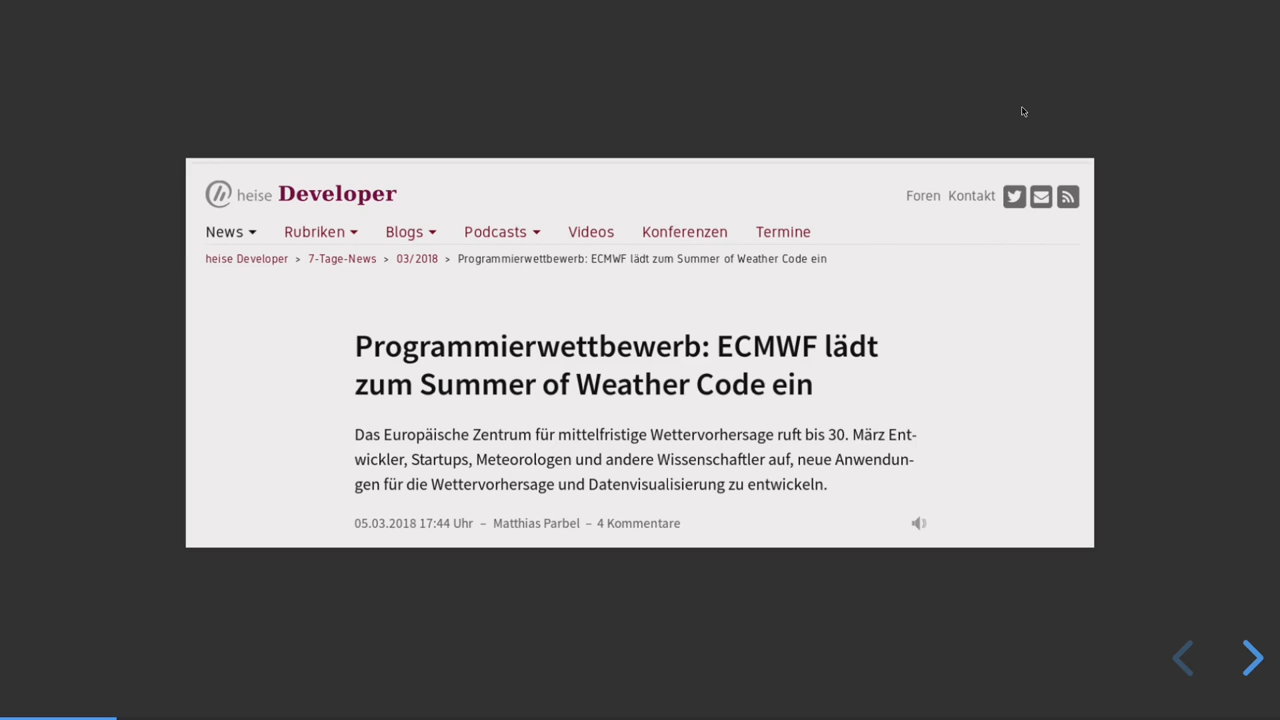 heise Developer
Foren Kontakt
News Rubriken Blogs Podcasts Videos Konferenzen Termine
heise Developer > 7-Tage-News > 03/2018 > Programmierwettbewerb: ECMWF lädt zum Summer of Weather Code ein
Programmierwettbewerb: ECMWF lädt
zum Summer of Weather Code ein
Das Europäische Zentrum für mittelfristige Wettervorhersage ruft bis 30. März Ent-
wickler, Startups, Meteorologen und andere Wissenschaftler auf, neue Anwendun-
gen für die Wettervorhersage und Datenvisualisierung zu entwickeln.
05.03.2018 17:44 Uhr – Matthias Parbel – 4 Kommentare